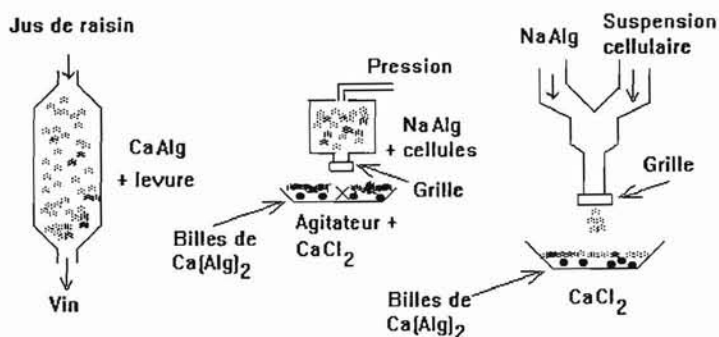 Jus de raisin
CaAlg
+ levure
Vin
Pression
NaAlg
+ cellules
Grille
Agitateur +
CaCl2
Billes de
Ca(Alg)2
NaAlg
Suspension
cellulaire
Grille
CaCl2
Billes de
Ca(Alg)2